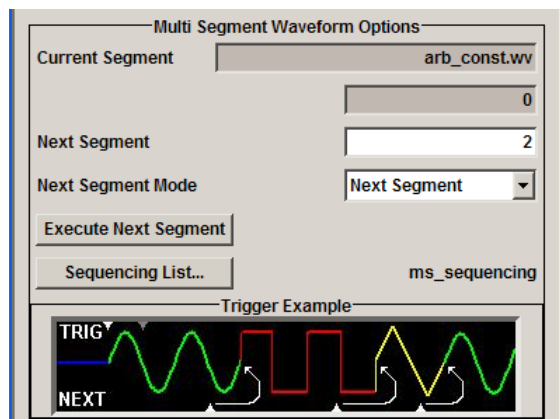 Multi Segment Waveform Options
Current Segment arb_const.wv
0
Next Segment 2
Next Segment Mode Next Segment
Execute Next Segment
Sequencing List... ms_sequencing
Trigger Example
TRIG
NEXT